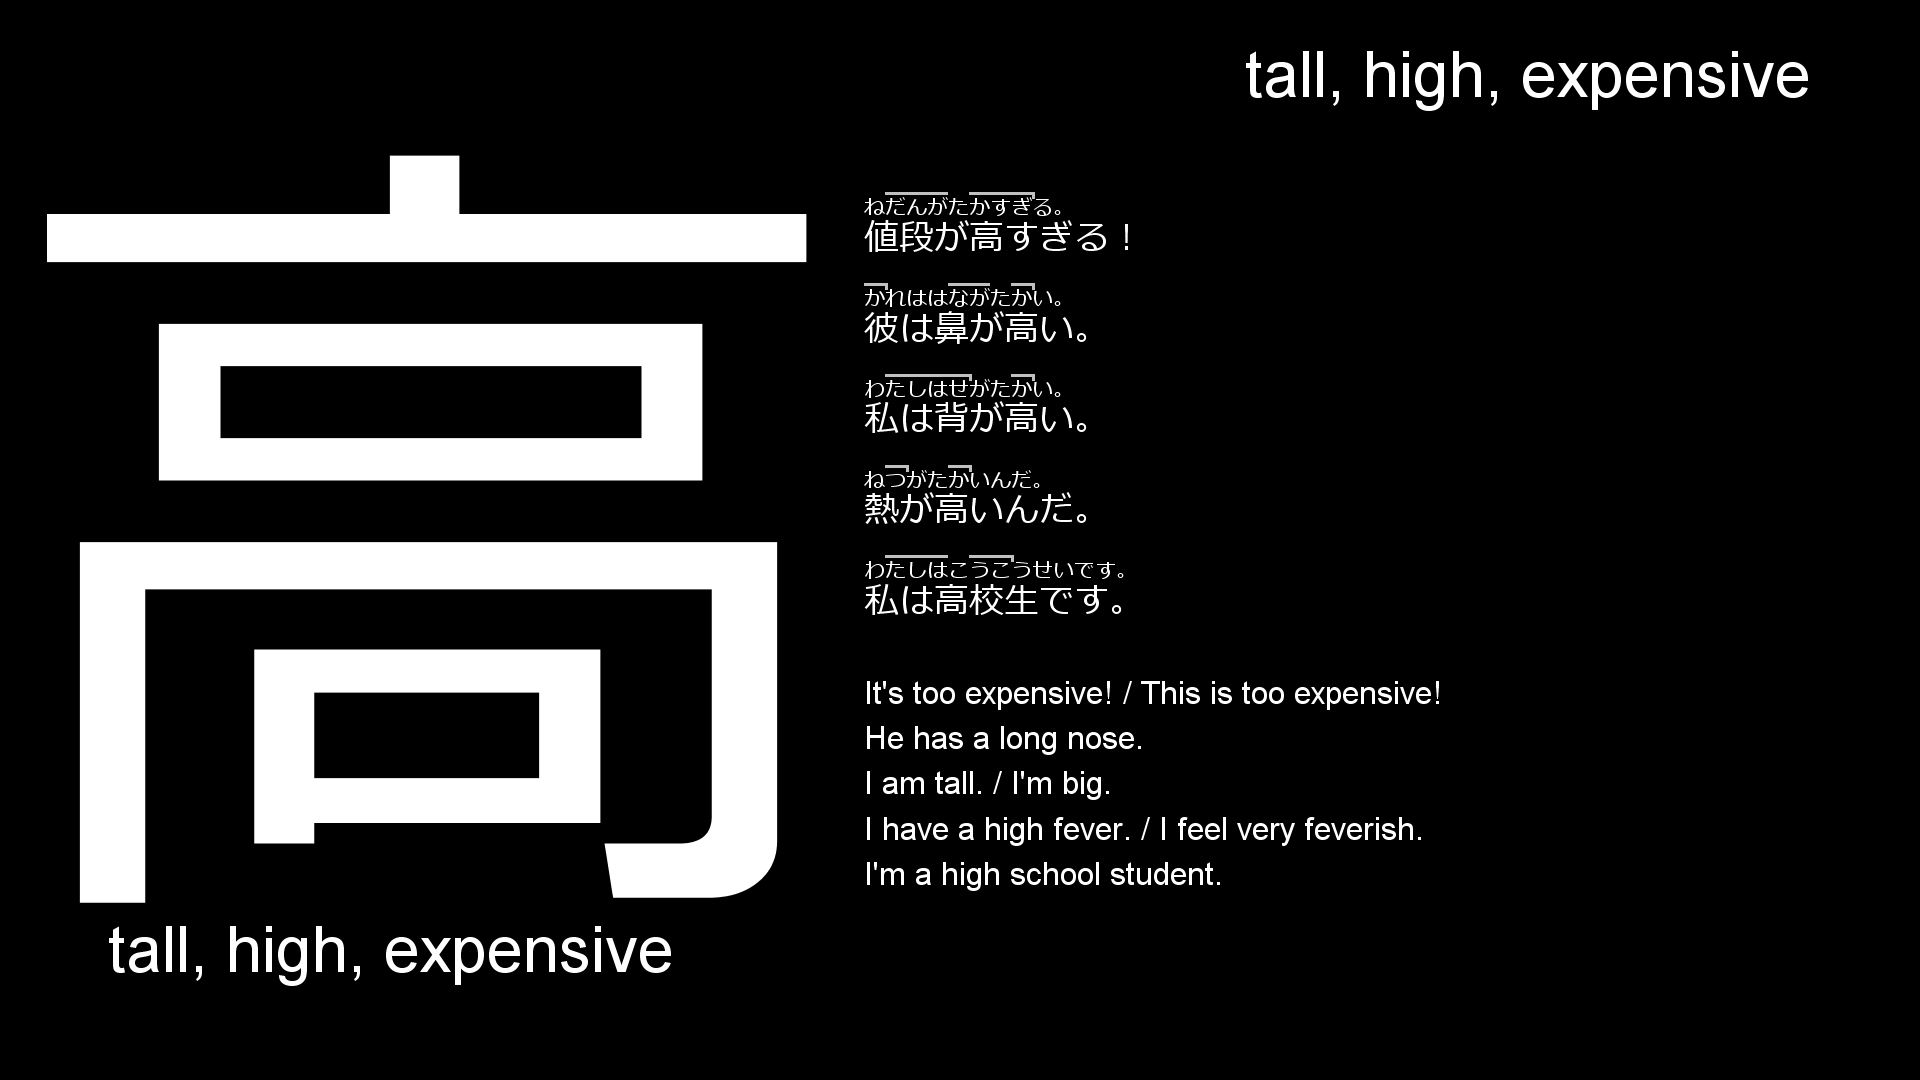 tall, high, expensive
高
tall, high, expensive
ねだんがたかすぎる。
値段が高すぎる！
かれははながたかい。
彼は鼻が高い。
わたしはせがたかい。
私は背が高い。
ねつがたかいんだ。
熱が高いんだ。
わたしはこうこうせいです。
私は高校生です。
It's too expensive! / This is too expensive!
He has a long nose.
I am tall. / I'm big.
I have a high fever. / I feel very feverish.
I'm a high school student.